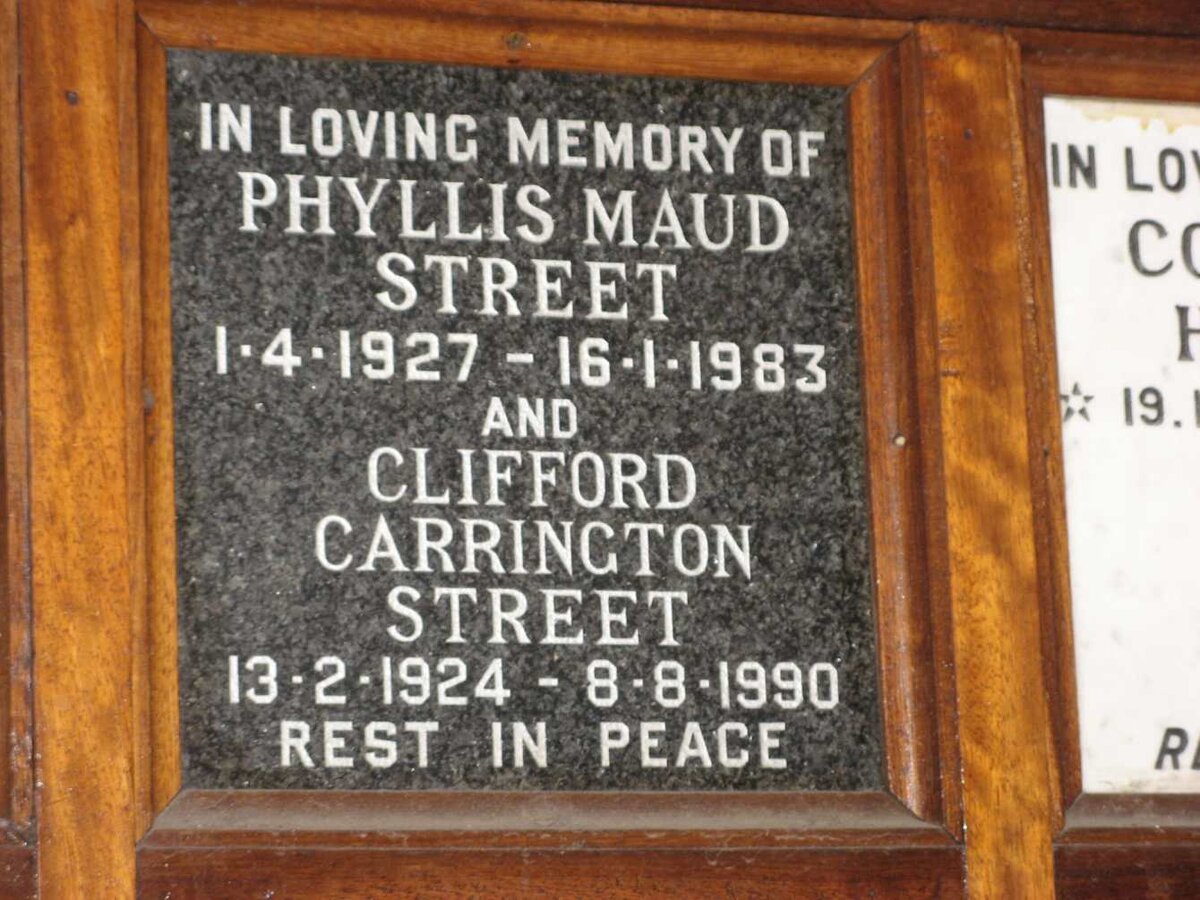 IN LOVING MEMORY OF
PHYLLIS MAUD
STREET
1·4·1927 – 16·1·1983
AND
CLIFFORD
CARRINGTON
STREET
13·2·1924 – 8·8·1990
REST IN PEACE
IN